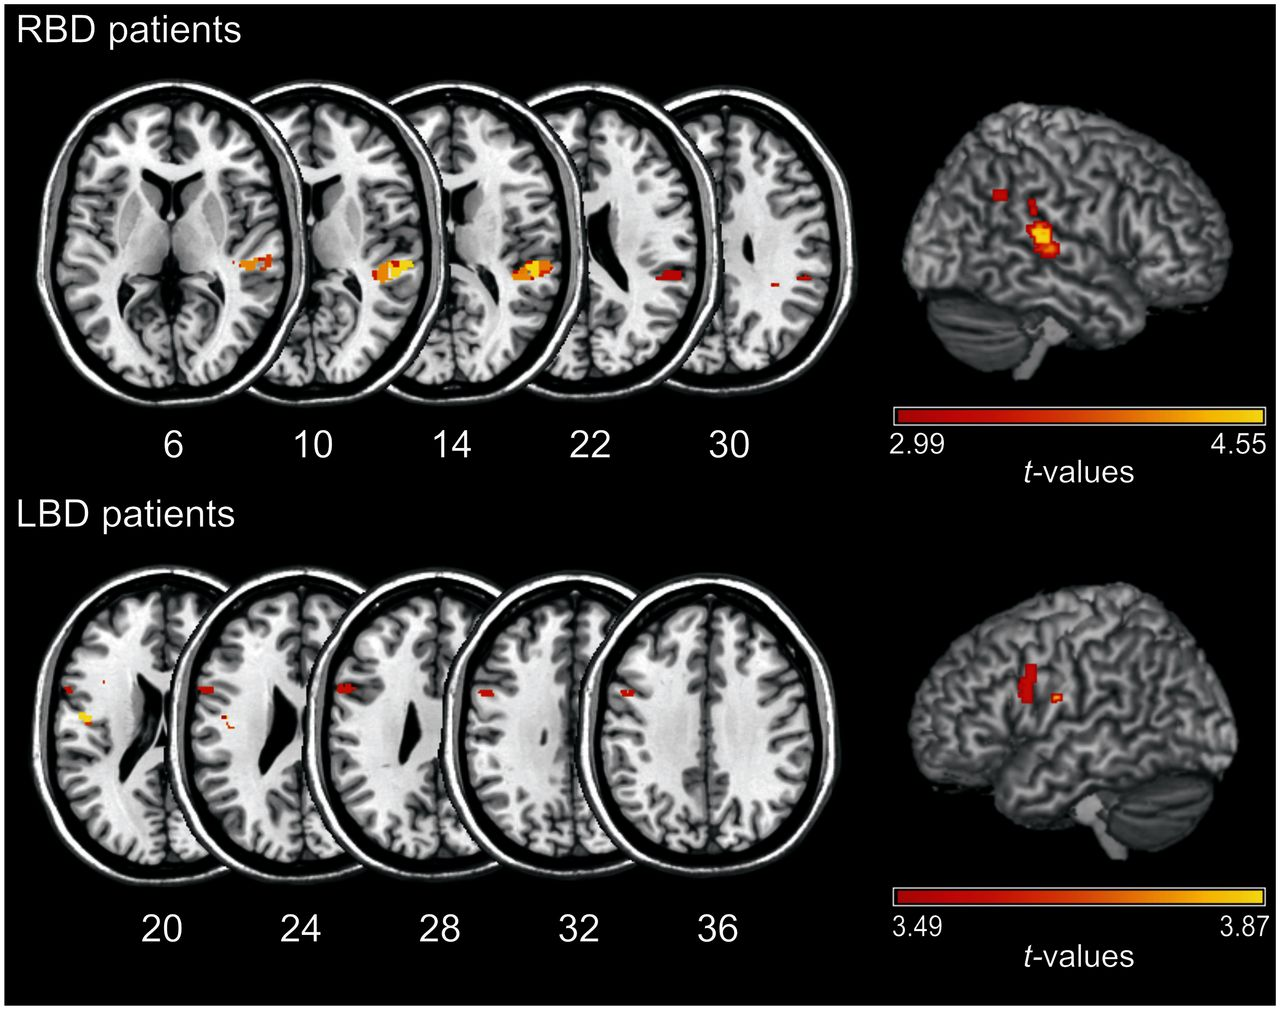 RBD patients
6 10 14 22 30
2.99 4.55
t-values
LBD patients
20 24 28 32 36
3.49 3.87
t-values